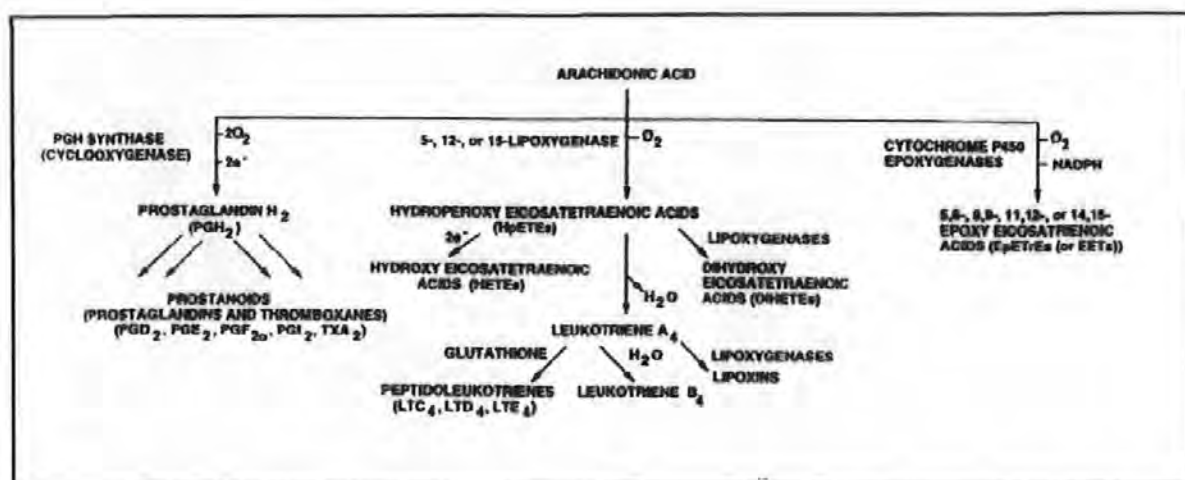 ARACHIDONIC ACID
PGH SYNTHASE
(CYCLOOXYGENASE)
2O2
2e-
5-, 12-, or 15-LIPOXYGENASE
O2
CYTOCHROME P450
EPOXYGENASES
O2
NADPH
PROSTAGLANDIN H2
(PGH2)
HYDROPEROXY EICOSATETRAENOIC ACIDS
(HpETEs)
5,6-, 8,9-, 11,12-, or 14,15-
EPOXY EICOSATRIENOIC
ACIDS (EpETrEs (or EETs))
2e-
LIPOXYGENASES
HYDROXY EICOSATETRAENOIC
ACIDS (HETEs)
H2O
DIHYDROXY
EICOSATETRAENOIC
ACIDS (DiHETEs)
PROSTANOIDS
(PROSTAGLANDINS AND THROMBOXANES)
(PGD2, PGE2, PGF2α, PGI2, TXA2)
LEUKOTRIENE A4
GLUTATHIONE
H2O
LIPOXYGENASES
LIPOXINS
PEPTIDOLEUKOTRIENES
(LTC4, LTD4, LTE4)
LEUKOTRIENE B4